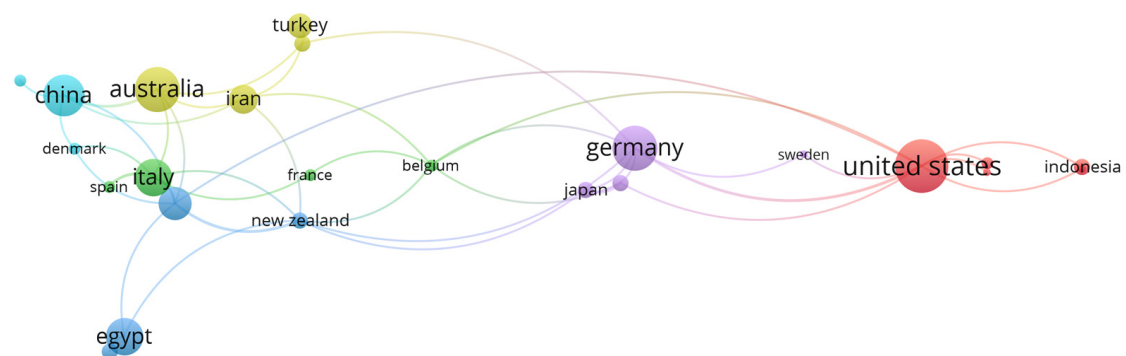 turkey
australia
china
iran
denmark
germany
sweden
united states
indonesia
italy
spain
france
belgium
japan
new zealand
egypt